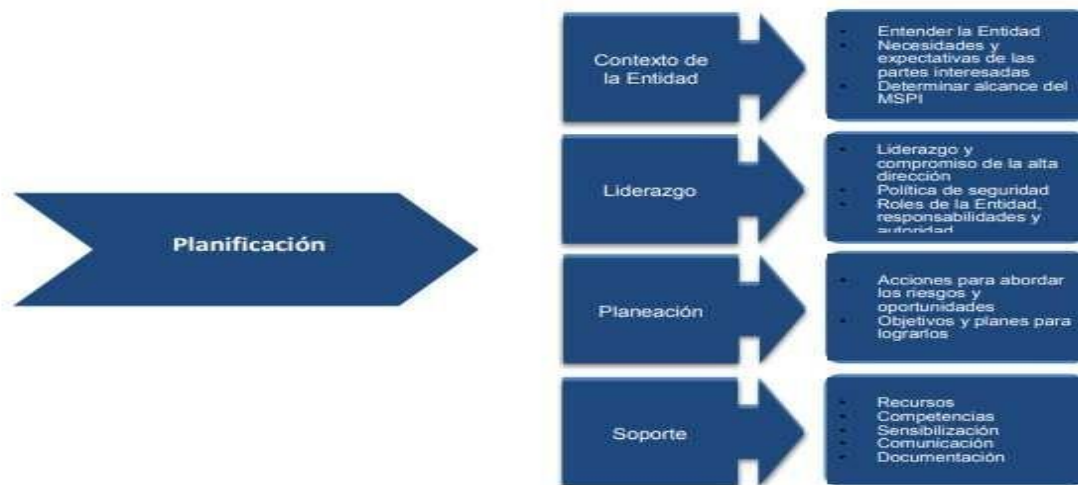 Planificación
Contexto de
la Entidad
Entender la Entidad
Necesidades y
expectativas de las
partes interesadas
Determinar alcance del
MSPI
Liderazgo
Liderazgo y
compromiso de la alta
dirección
Política de seguridad
Roles de la Entidad,
responsabilidades y
autoridad
Planeación
Acciones para abordar
los riesgos y
oportunidades
Objetivos y planes para
lograrlos
Soporte
Recursos
Competencias
Sensibilización
Comunicación
Documentación